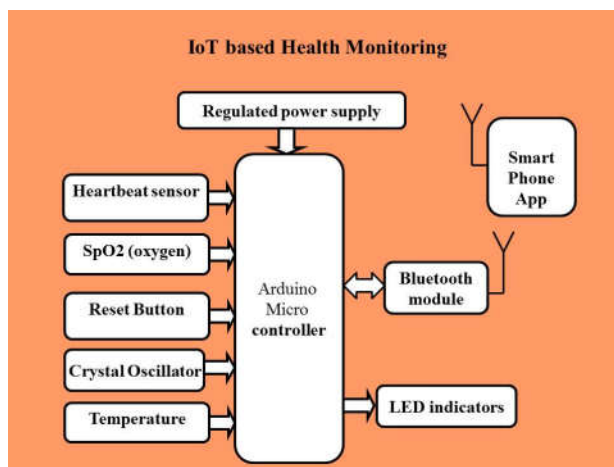 IoT based Health Monitoring
Regulated power supply
Smart
Phone
App
Heartbeat sensor
SpO2 (oxygen)
Reset Button
Crystal Oscillator
Temperature
Arduino
Micro
controller
Bluetooth
module
LED indicators